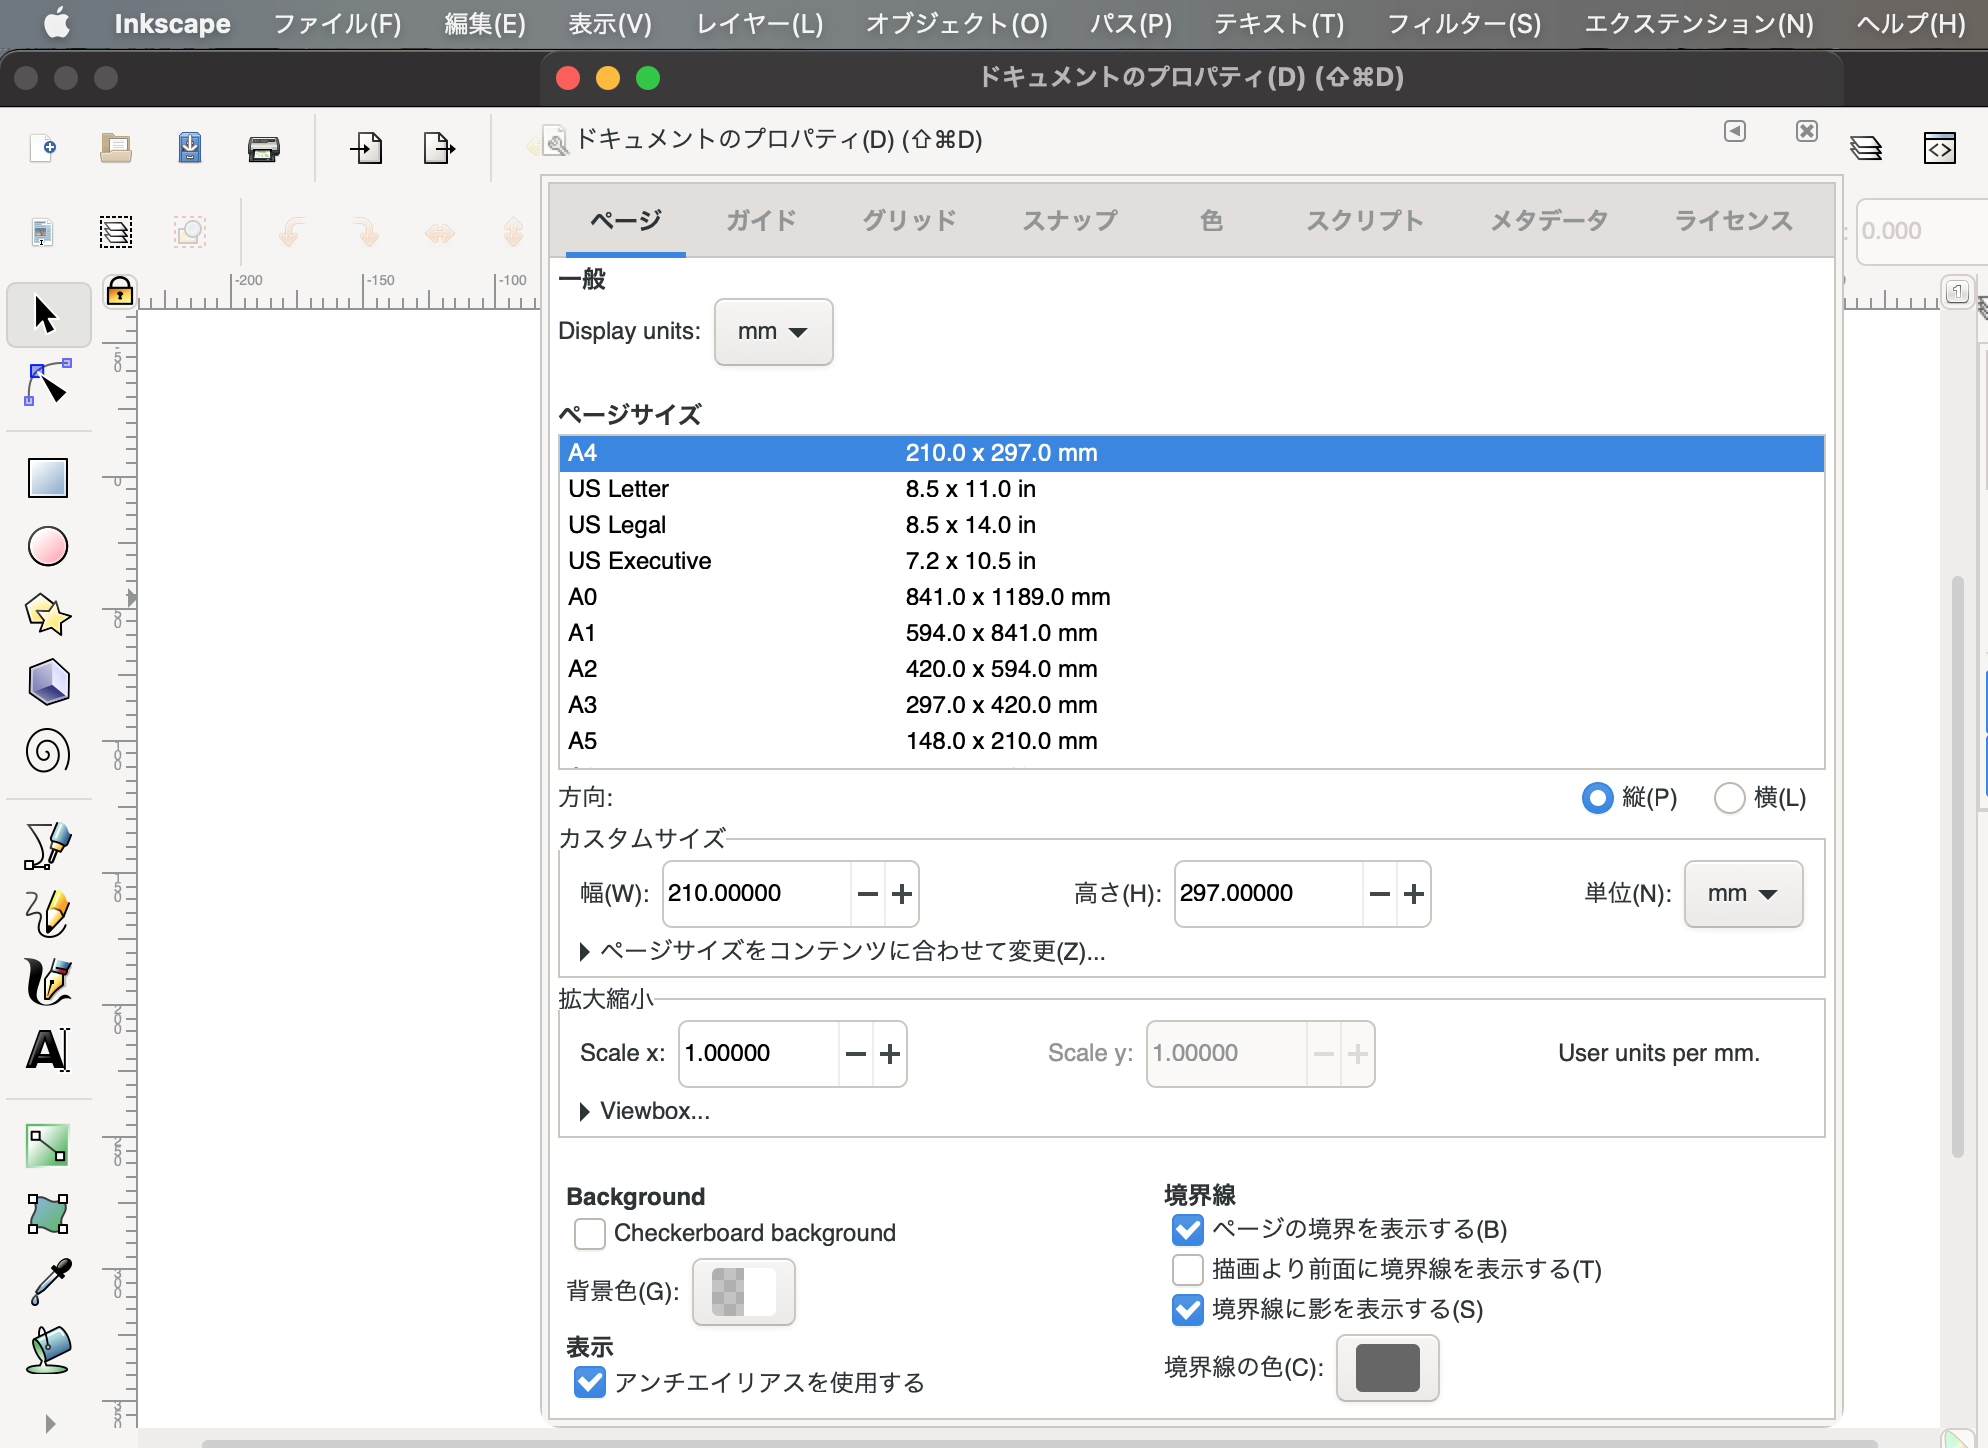 Inkscape ファイル(F) 編集(E) 表示(V) レイヤー(L) オブジェクト(O) パス(P) テキスト(T) フィルター(S) エクステンション(N) ヘルプ(H)
ドキュメントのプロパティ(D) (⇧⌘D)
ドキュメントのプロパティ(D) (⇧⌘D)
ページ ガイド グリッド スナップ 色 スクリプト メタデータ ライセンス
: 0.000
-200 -150 -100
1
一般
Display units: mm
ページサイズ
A4 210.0 x 297.0 mm
US Letter 8.5 x 11.0 in
US Legal 8.5 x 14.0 in
US Executive 7.2 x 10.5 in
A0 841.0 x 1189.0 mm
A1 594.0 x 841.0 mm
A2 420.0 x 594.0 mm
A3 297.0 x 420.0 mm
A5 148.0 x 210.0 mm
方向: 縦(P) 横(L)
カスタムサイズ
幅(W): 210.00000 高さ(H): 297.00000 単位(N): mm
ページサイズをコンテンツに合わせて変更(Z)...
拡大縮小
Scale x: 1.00000 Scale y: 1.00000 User units per mm.
Viewbox...
Background
Checkerboard background
背景色(G):
表示
アンチエイリアスを使用する
境界線
ページの境界を表示する(B)
描画より前面に境界線を表示する(T)
境界線に影を表示する(S)
境界線の色(C):
-50
0
50
100
150
200
250
300
350